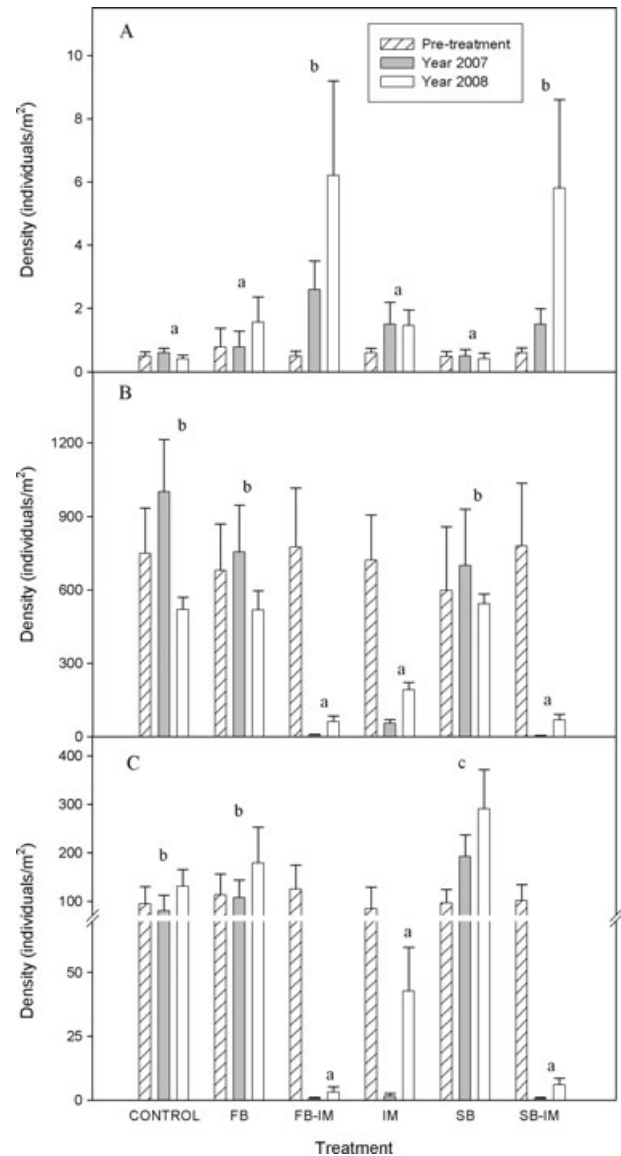 A
Pre-treatment
Year 2007
Year 2008
Density (individuals/m²)
10
8
6
4
2
0
a
a
b
a
a
b
B
Density (individuals/m²)
1200
900
600
300
0
b
b
a
a
b
a
C
Density (individuals/m²)
400
300
200
100
50
25
0
b
b
a
a
c
a
CONTROL FB FB-IM IM SB SB-IM
Treatment